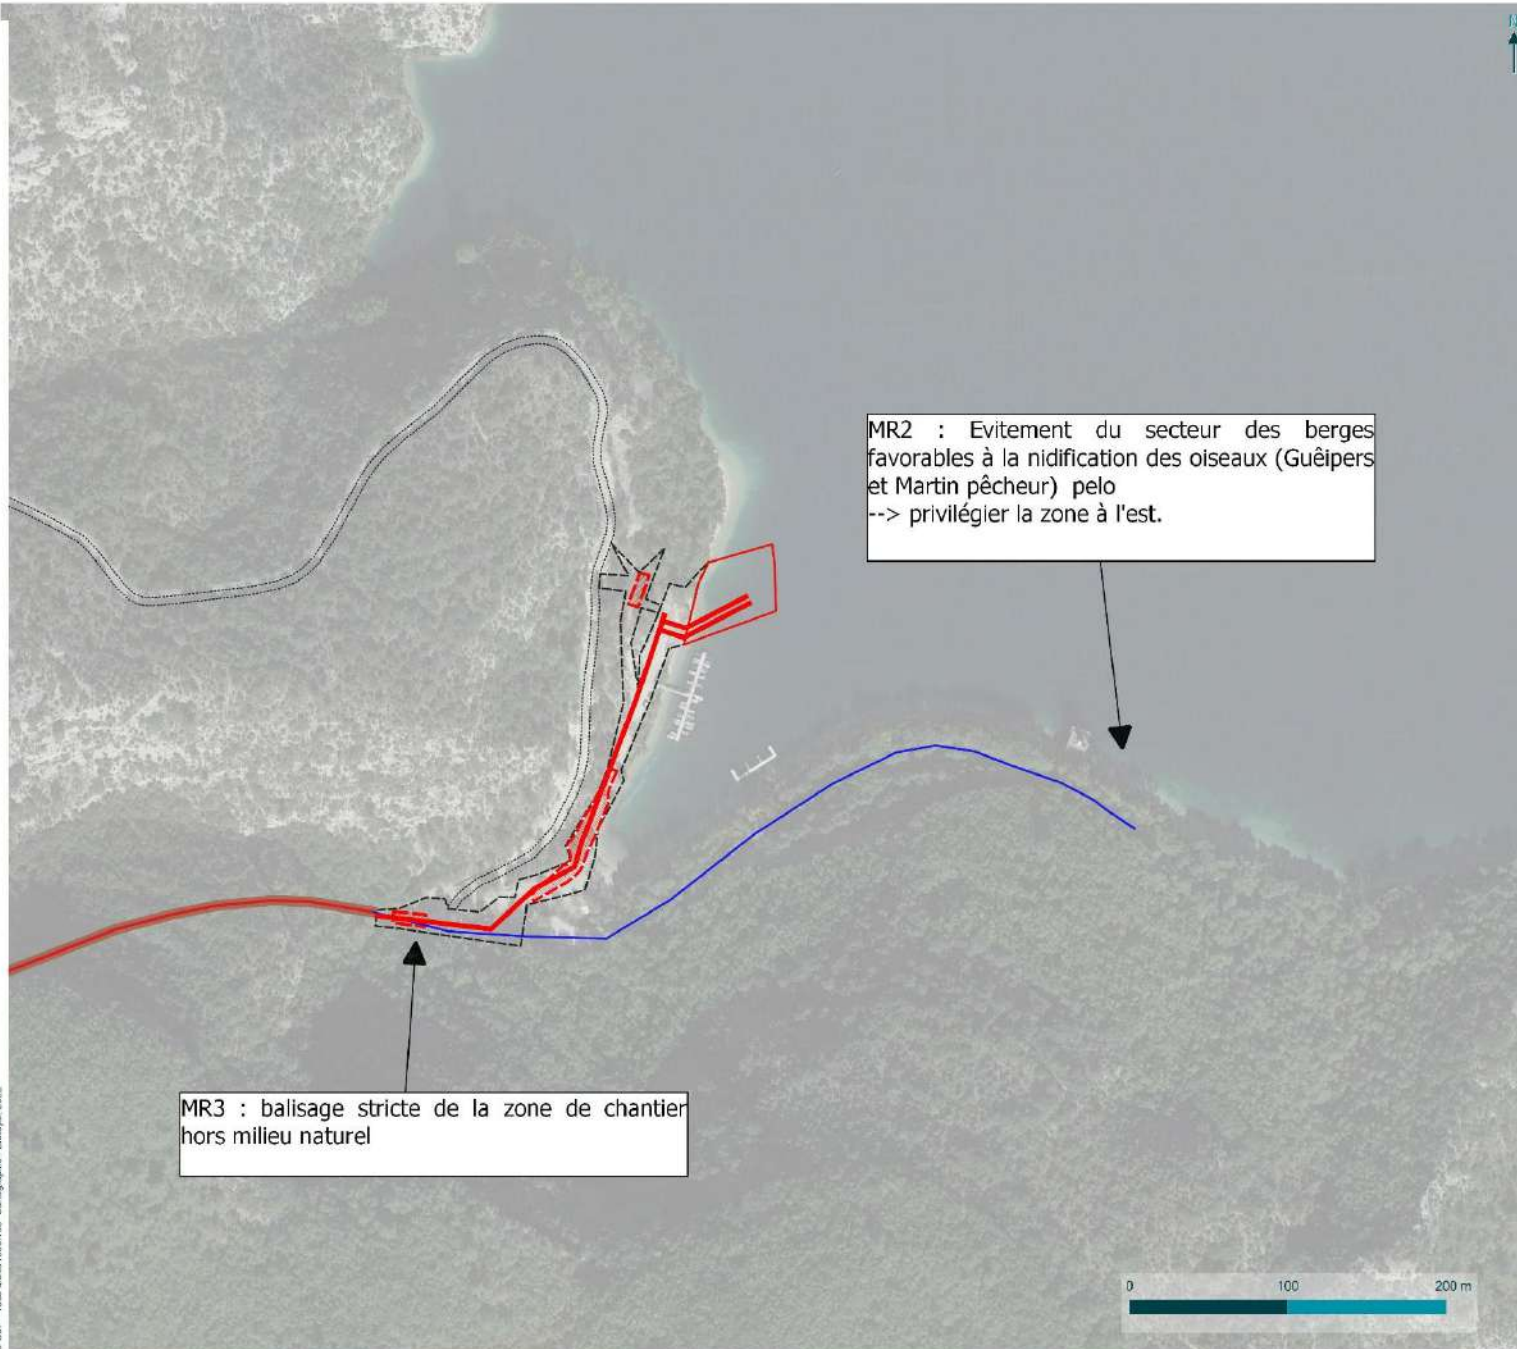 N
MR2 : Evitement du secteur des berges
favorables à la nidification des oiseaux (Guêipers
et Martin pêcheur) pelo
--> privilégier la zone à l'est.
MR3 : balisage stricte de la zone de chantier
hors milieu naturel
0 100 200 m